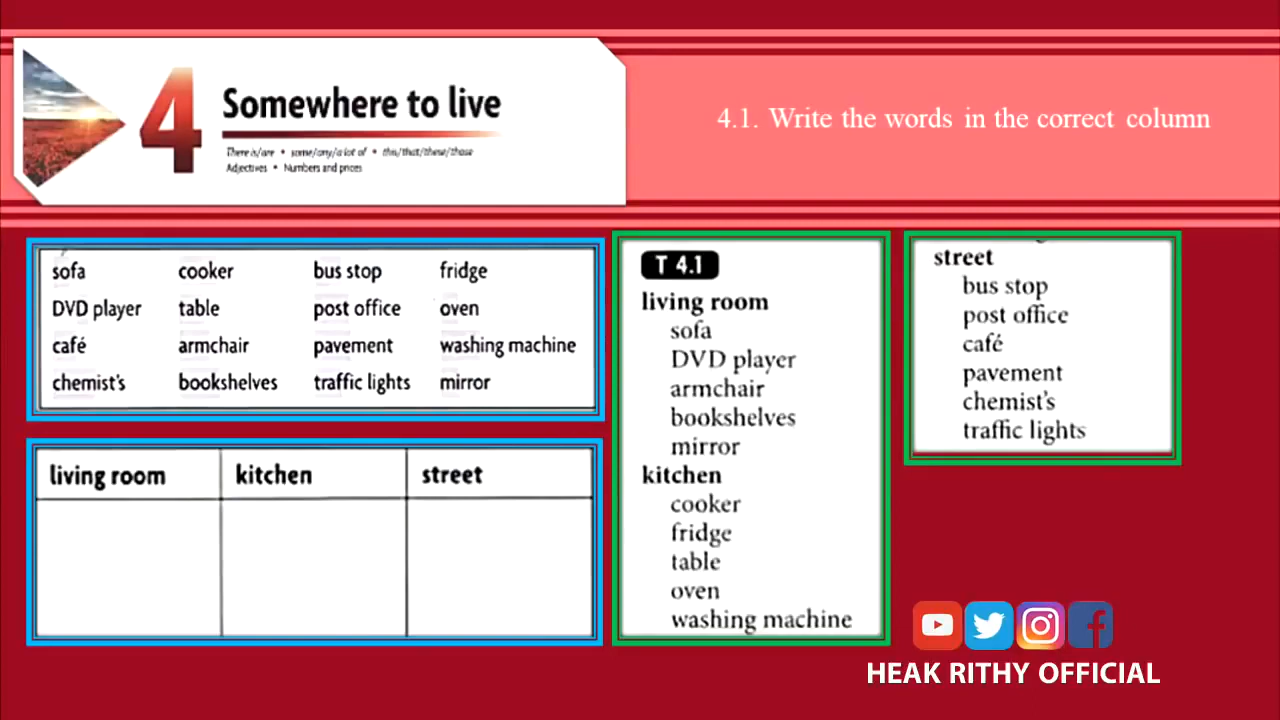 4 Somewhere to live
There is/are • some/any/a lot of • this/that/these/those
Adjectives • Numbers and prices
4.1. Write the words in the correct column
sofa cooker bus stop fridge
DVD player table post office oven
café armchair pavement washing machine
chemist's bookshelves traffic lights mirror
living room kitchen street
T 4.1
living room
sofa
DVD player
armchair
bookshelves
mirror
kitchen
cooker
fridge
table
oven
washing machine
street
bus stop
post office
café
pavement
chemist's
traffic lights
HEAK RITHY OFFICIAL